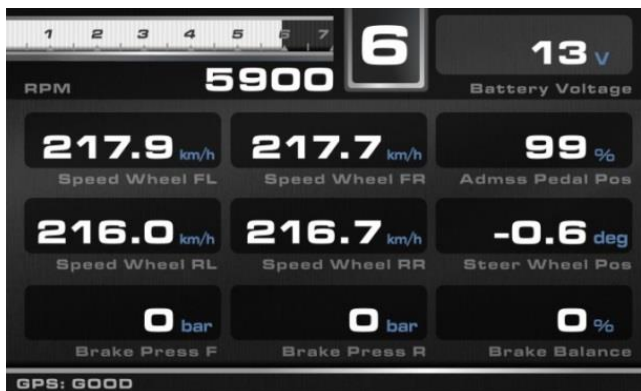 1 2 3 4 5 6 7
6
13 V
RPM 5900
Battery Voltage
217.9 km/h 217.7 km/h 99 %
Speed Wheel FL Speed Wheel FR Admss Pedal Pos
216.0 km/h 216.7 km/h -0.6 deg
Speed Wheel RL Speed Wheel RR Steer Wheel Pos
0 bar 0 bar 0 %
Brake Press F Brake Press R Brake Balance
GPS: GOOD